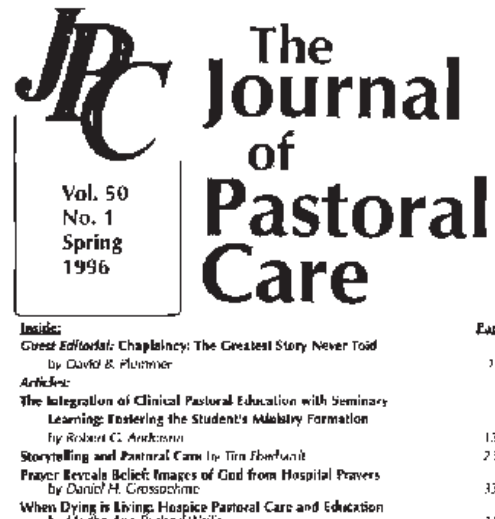 JPC
The
Journal
of
Pastoral
Care
Vol. 50
No. 1
Spring
1996
Inside:
Guest Editorial: Chaplaincy: The Greatest Story Never Told
by David B. Plummer
Articles:
The Integration of Clinical Pastoral Education with Seminary
Learning: Fostering the Student's Ministry Formation
by Robert C. Anderson
Storytelling and Pastoral Care by Tim Eberhardt
Prayer Reveals Belief: Images of God from Hospital Prayers
by Daniel H. Grossoehme 33
When Dying is Living: Hospice Pastoral Care and Education